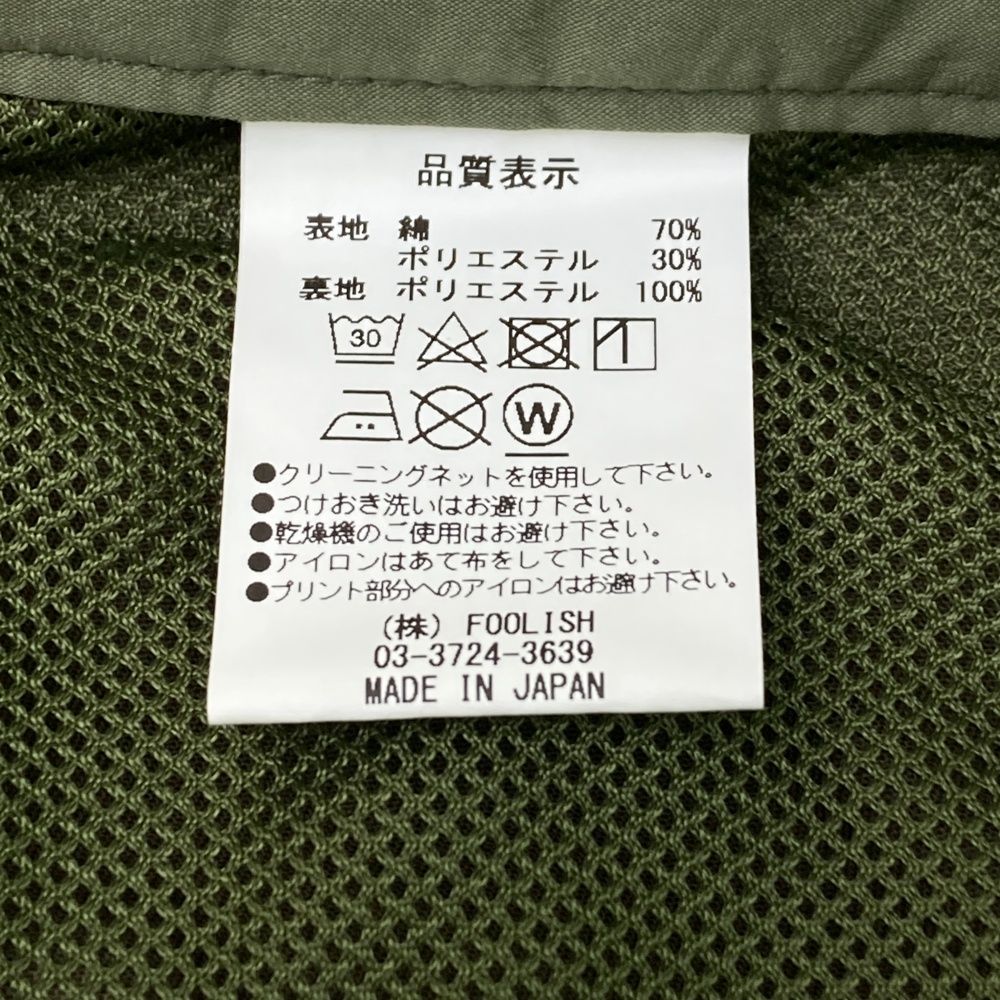 品質表示
表地 綿 70%
ポリエステル 30%
裏地 ポリエステル 100%
30
W
●クリーニングネットを使用して下さい。
●つけおき洗いはお避け下さい。
●乾燥機のご使用はお避け下さい。
●アイロンはあて布をして下さい。
●プリント部分へのアイロンはお避け下さい。
(株) FOOLISH
03-3724-3639
MADE IN JAPAN